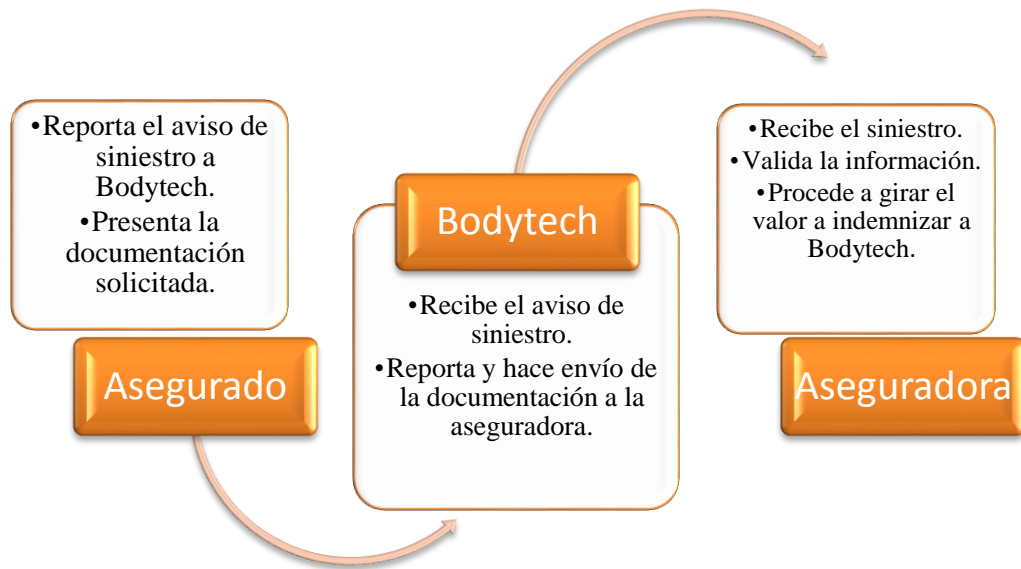 •Reporta el aviso de
siniestro a
Bodytech.
•Presenta la
documentación
solicitada.
Asegurado
Bodytech
•Recibe el aviso de
siniestro.
•Reporta y hace envío de
la documentación a la
aseguradora.
•Recibe el siniestro.
•Valida la información.
•Procede a girar el
valor a indemnizar a
Bodytech.
Aseguradora